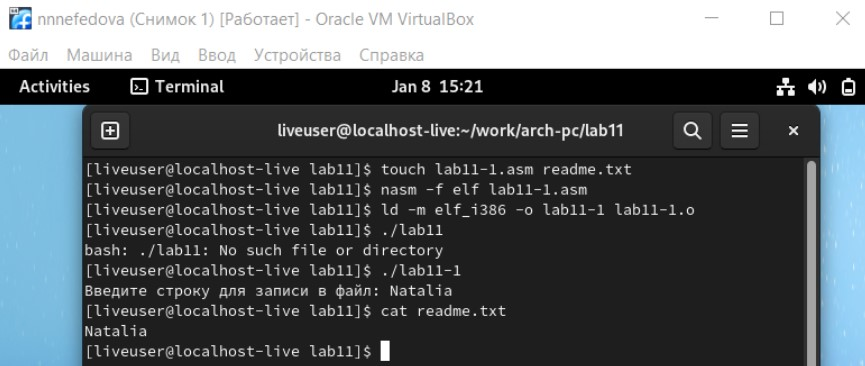 nnnefedova (Снимок 1) [Работает] - Oracle VM VirtualBox
Файл Машина Вид Ввод Устройства Справка
Activities Terminal Jan 8 15:21
liveuser@localhost-live:~/work/arch-pc/lab11
[liveuser@localhost-live lab11]$ touch lab11-1.asm readme.txt
[liveuser@localhost-live lab11]$ nasm -f elf lab11-1.asm
[liveuser@localhost-live lab11]$ ld -m elf_i386 -o lab11-1 lab11-1.o
[liveuser@localhost-live lab11]$ ./lab11
bash: ./lab11: No such file or directory
[liveuser@localhost-live lab11]$ ./lab11-1
Введите строку для записи в файл: Natalia
[liveuser@localhost-live lab11]$ cat readme.txt
Natalia
[liveuser@localhost-live lab11]$